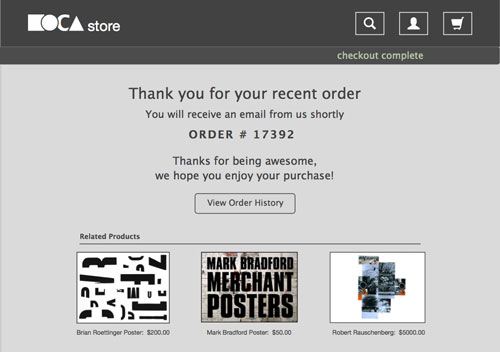 MOCA store
checkout complete
Thank you for your recent order
You will receive an email from us shortly
ORDER # 17392
Thanks for being awesome,
we hope you enjoy your purchase!
View Order History
Related Products
MARK BRADFORD
MERCHANT
POSTERS
Brian Roettinger Poster: $200.00
Mark Bradford Poster: $50.00
Robert Rauschenberg: $5000.00